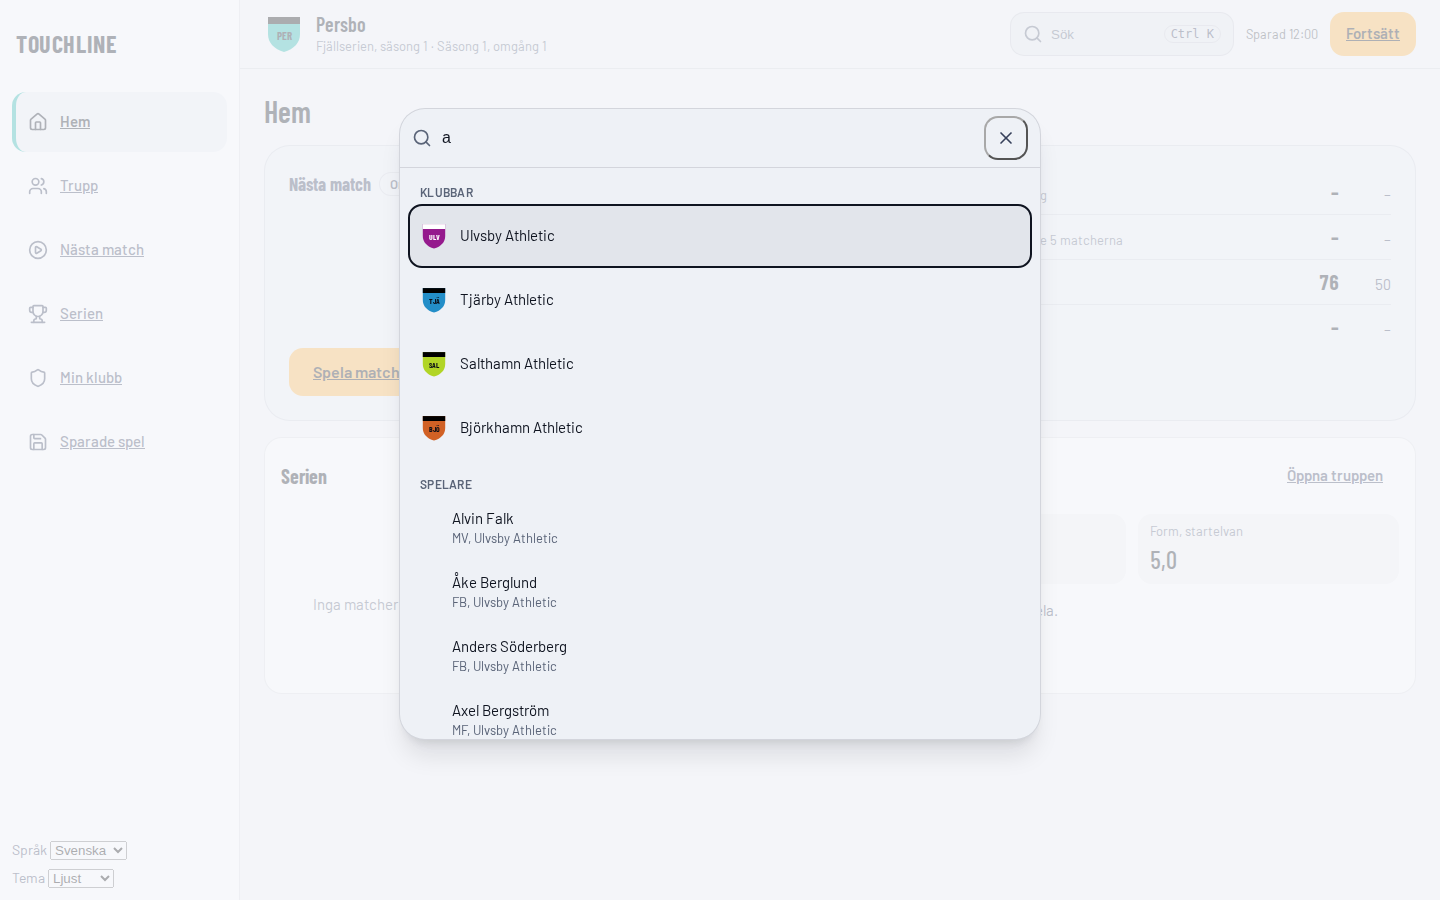 TOUCHLINE
Hem
Trupp
Nästa match
Serien
Min klubb
Sparade spel
Språk Svenska
Tema Ljust
PER
Persbo
Fjällserien, säsong 1 · Säsong 1, omgång 1
Sök Ctrl K
Sparad 12:00
Fortsätt
Hem
Nästa match
Spela match
g – –
e 5 matcherna – –
76 50
– –
Serien
Inga matcher
Öppna truppen
Form, startelvan
5,0
ela.
a
KLUBBAR
ULV Ulvsby Athletic
TJÄ Tjärby Athletic
SAL Salthamn Athletic
BJÖ Björkhamn Athletic
SPELARE
Alvin Falk
MV, Ulvsby Athletic
Åke Berglund
FB, Ulvsby Athletic
Anders Söderberg
FB, Ulvsby Athletic
Axel Bergström
MF, Ulvsby Athletic